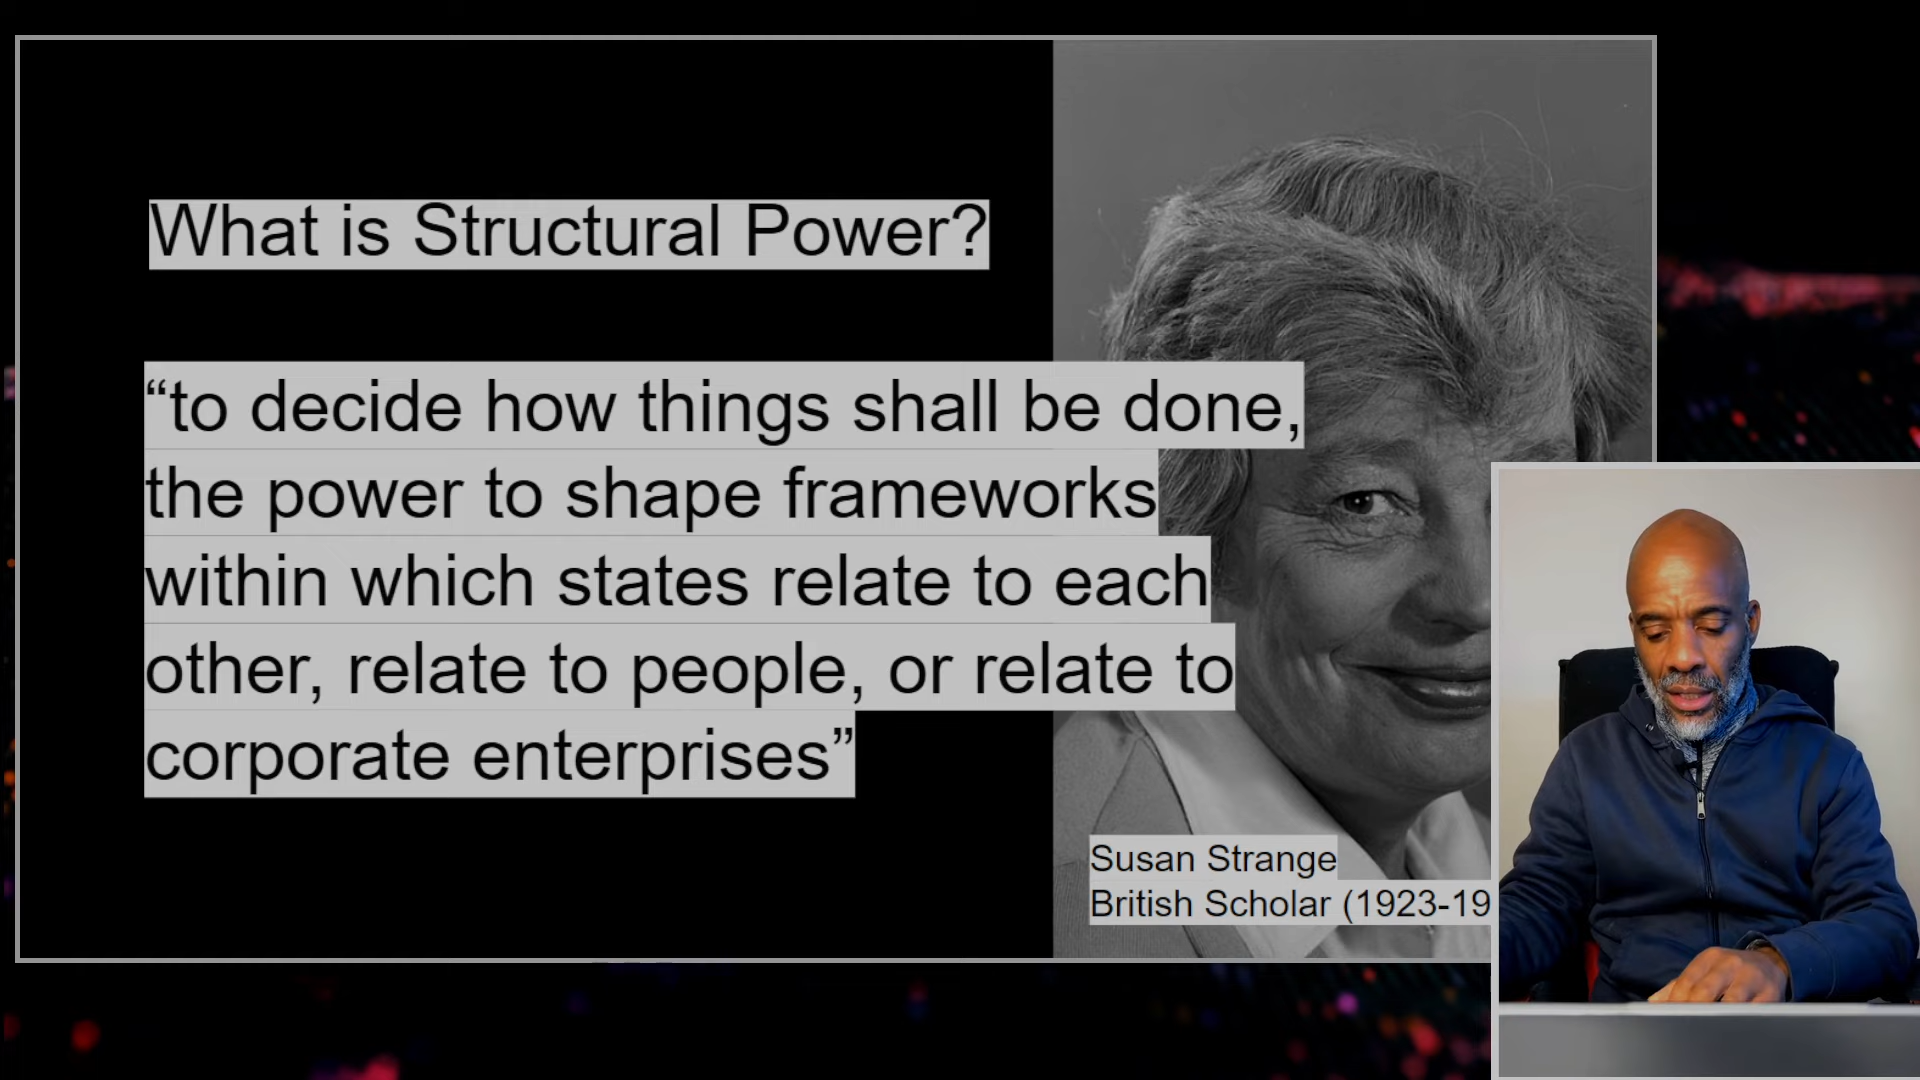 What is Structural Power?
“to decide how things shall be done,
the power to shape frameworks
within which states relate to each
other, relate to people, or relate to
corporate enterprises”
Susan Strange
British Scholar (1923-19